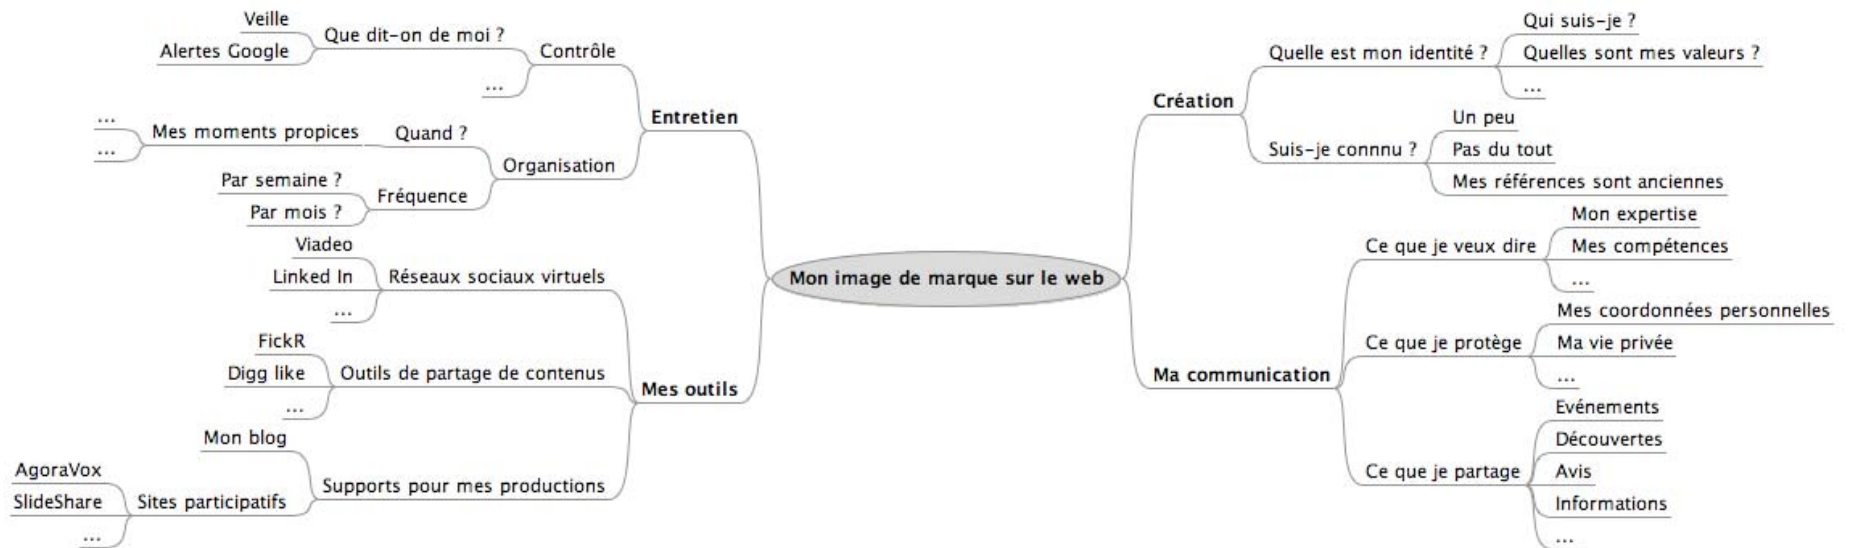 Mon image de marque sur le web
Création
Quelle est mon identité ?
Qui suis-je ?
Quelles sont mes valeurs ?
...
Suis-je connnu ?
Un peu
Pas du tout
Mes références sont anciennes
Ma communication
Ce que je veux dire
Mon expertise
Mes compétences
...
Ce que je protège
Mes coordonnées personnelles
Ma vie privée
...
Ce que je partage
Evénements
Découvertes
Avis
Informations
...
Entretien
Contrôle
Que dit-on de moi ?
Veille
Alertes Google
...
Organisation
Quand ?
Mes moments propices
...
...
Fréquence
Par semaine ?
Par mois ?
Mes outils
Réseaux sociaux virtuels
Viadeo
Linked In
...
Outils de partage de contenus
FickR
Digg like
...
Supports pour mes productions
Mon blog
Sites participatifs
AgoraVox
SlideShare
...